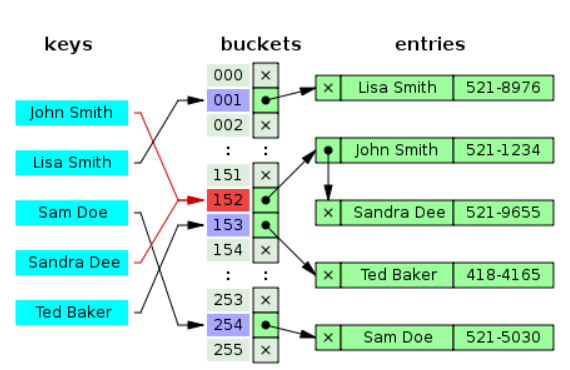 keys buckets entries
John Smith
Lisa Smith
Sam Doe
Sandra Dee
Ted Baker
000 ×
001
002 ×
: :
151 ×
152
153
154 ×
: :
253 ×
254
255 ×
× Lisa Smith 521-8976
John Smith 521-1234
× Sandra Dee 521-9655
× Ted Baker 418-4165
× Sam Doe 521-5030